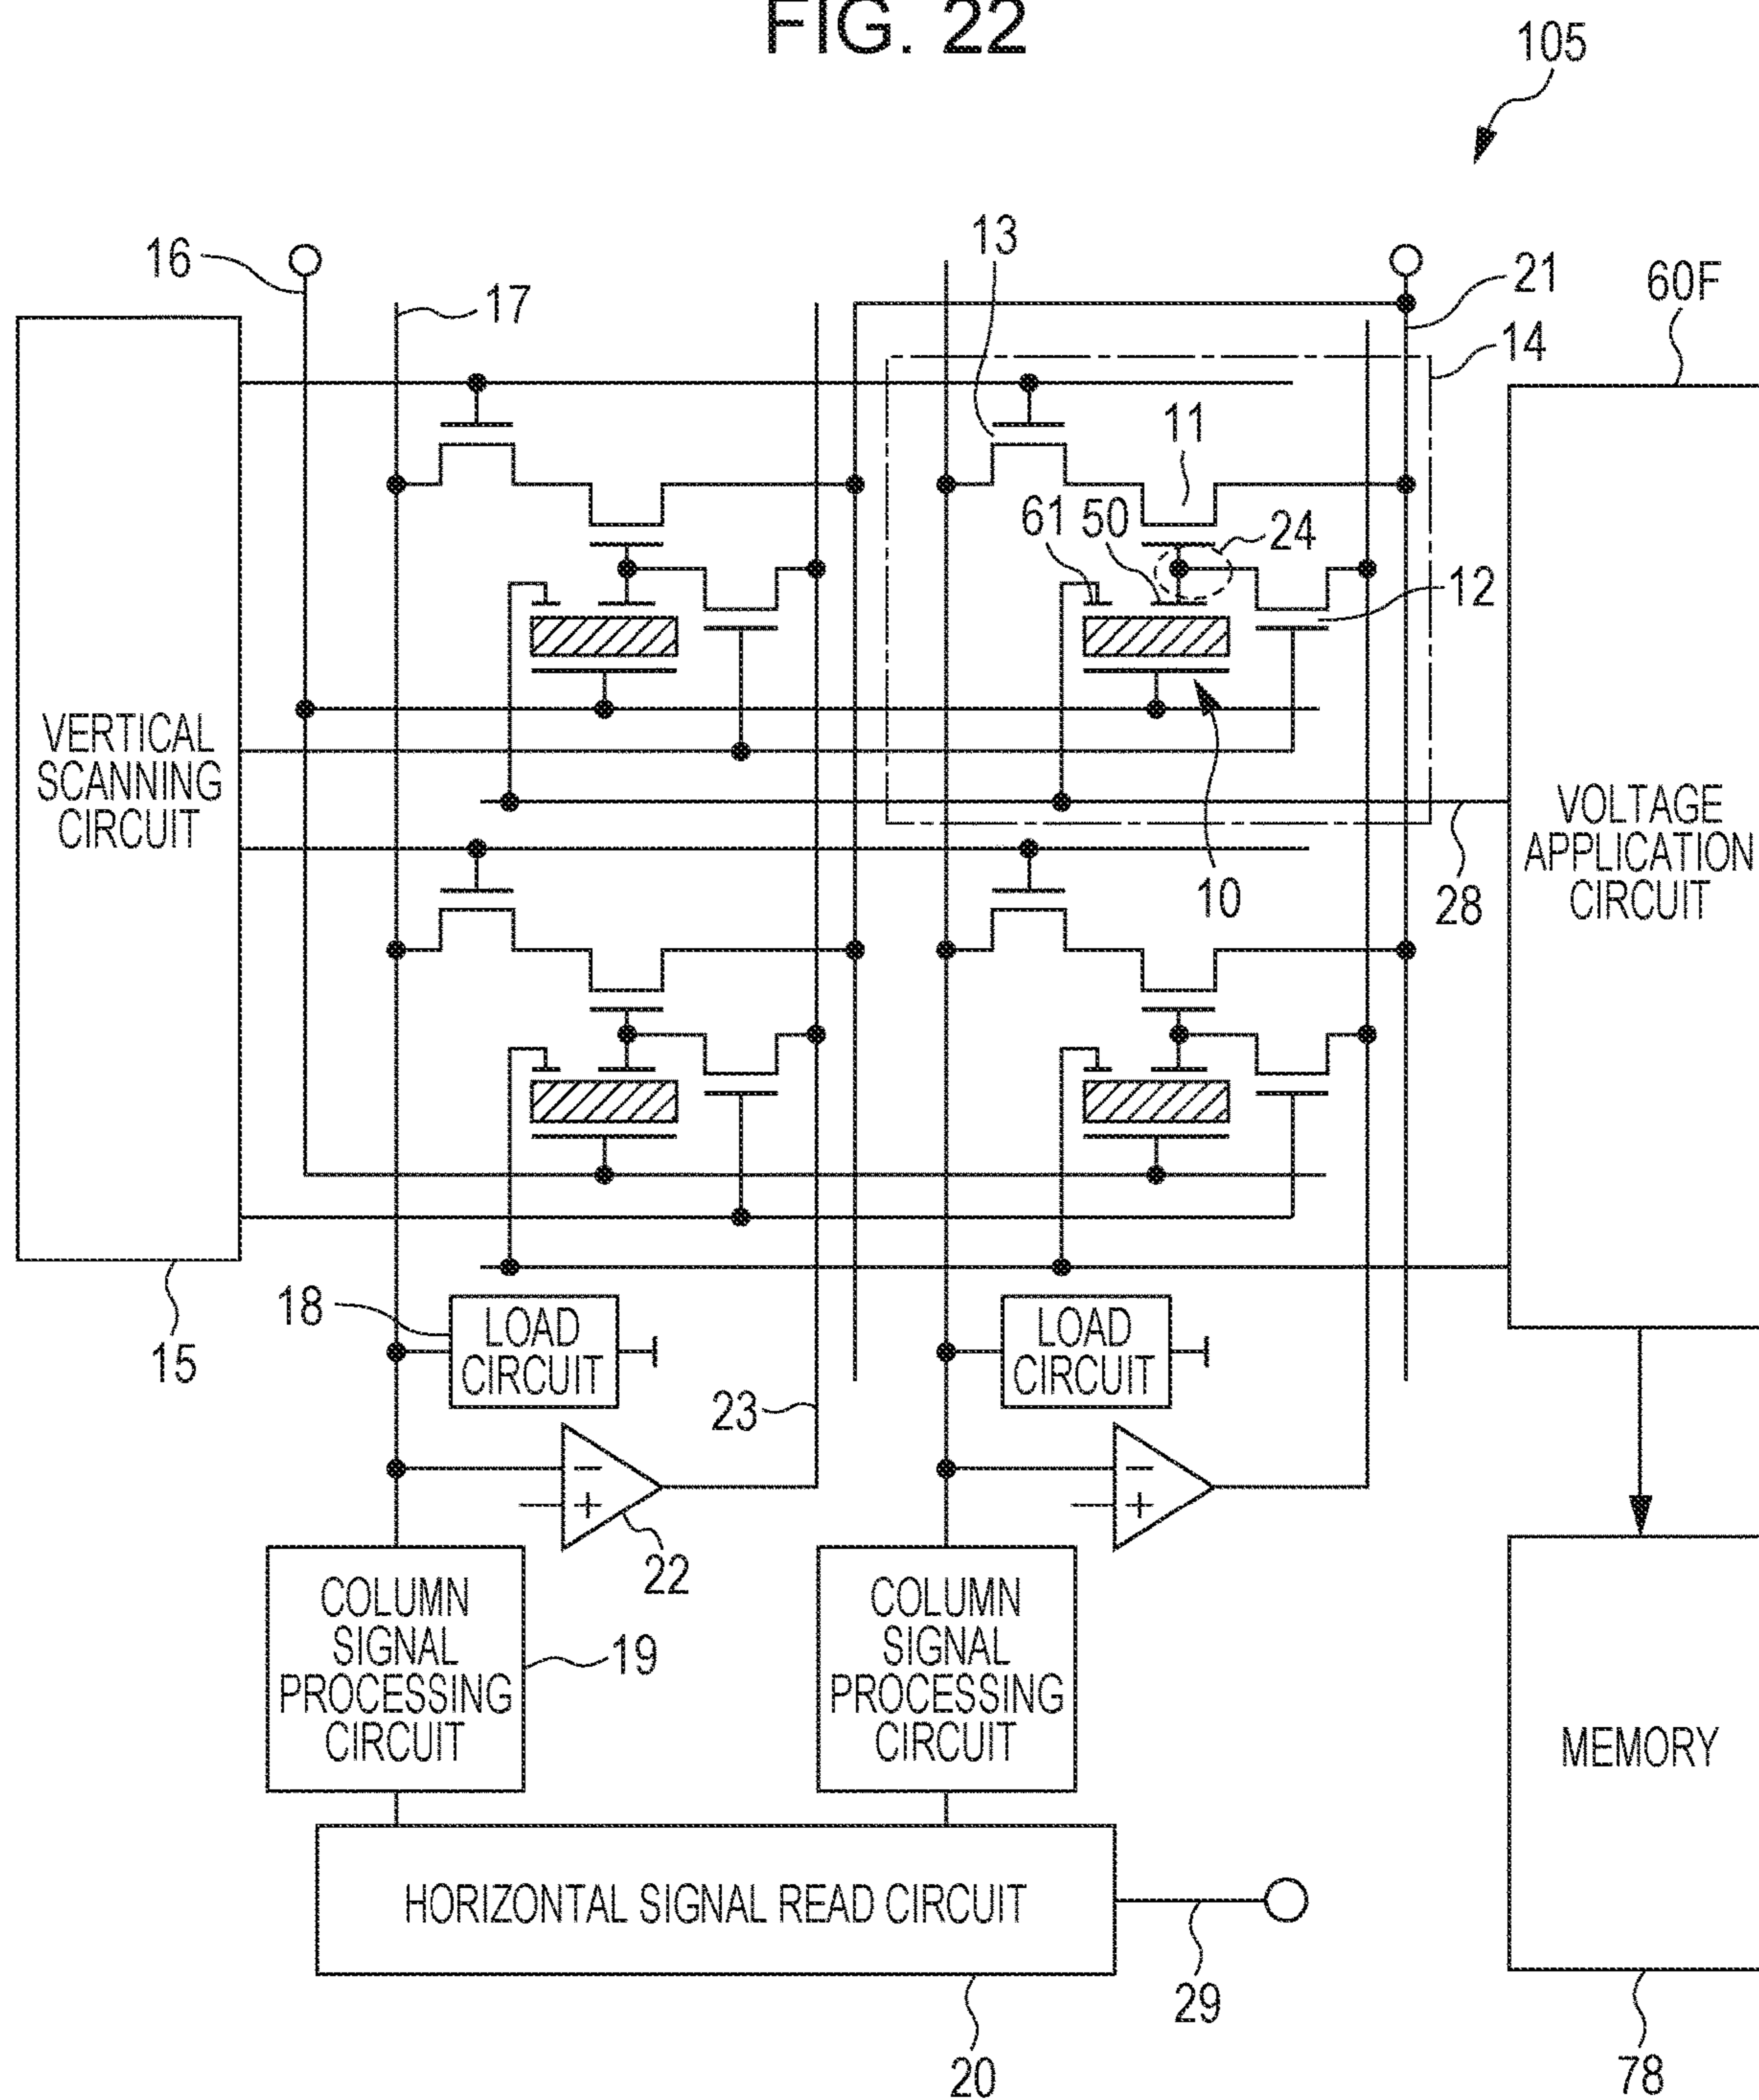 FIG. 22
105
16
17
13
21
60F
14
11
61
50
24
12
VERTICAL
SCANNING
CIRCUIT
VOLTAGE
APPLICATION
CIRCUIT
10
28
15
18
LOAD
CIRCUIT
LOAD
CIRCUIT
23
−
+
−
+
22
COLUMN
SIGNAL
PROCESSING
CIRCUIT
19
COLUMN
SIGNAL
PROCESSING
CIRCUIT
MEMORY
HORIZONTAL SIGNAL READ CIRCUIT
29
20
78